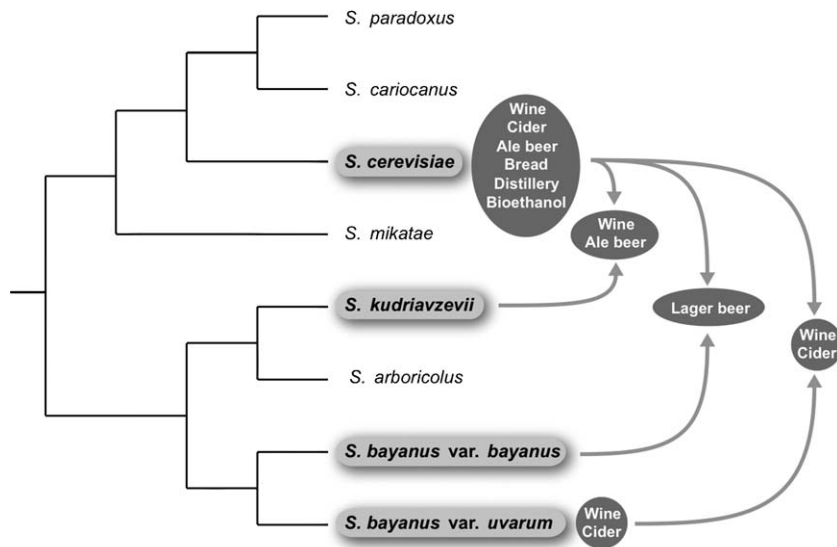 S. paradoxus
S. cariocanus
S. cerevisiae
Wine
Cider
Ale beer
Bread
Distillery
Bioethanol
Wine
Ale beer
S. mikatae
S. kudriavzevii
Lager beer
Wine
Cider
S. arboricolus
S. bayanus var. bayanus
S. bayanus var. uvarum
Wine
Cider